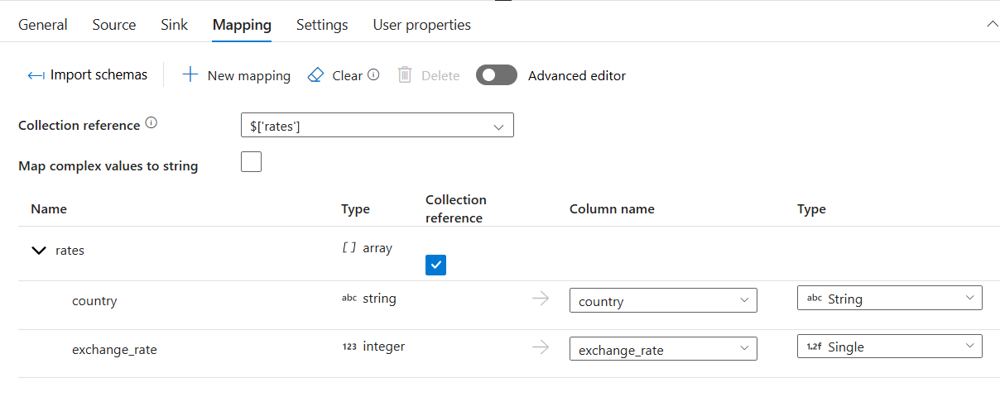 General Source Sink Mapping Settings User properties
Import schemas New mapping Clear Delete Advanced editor
Collection reference $['rates']
Map complex values to string
Name Type Collection reference Column name Type
rates [ ] array
country abc string country abc String
exchange_rate 123 integer exchange_rate 1.2f Single